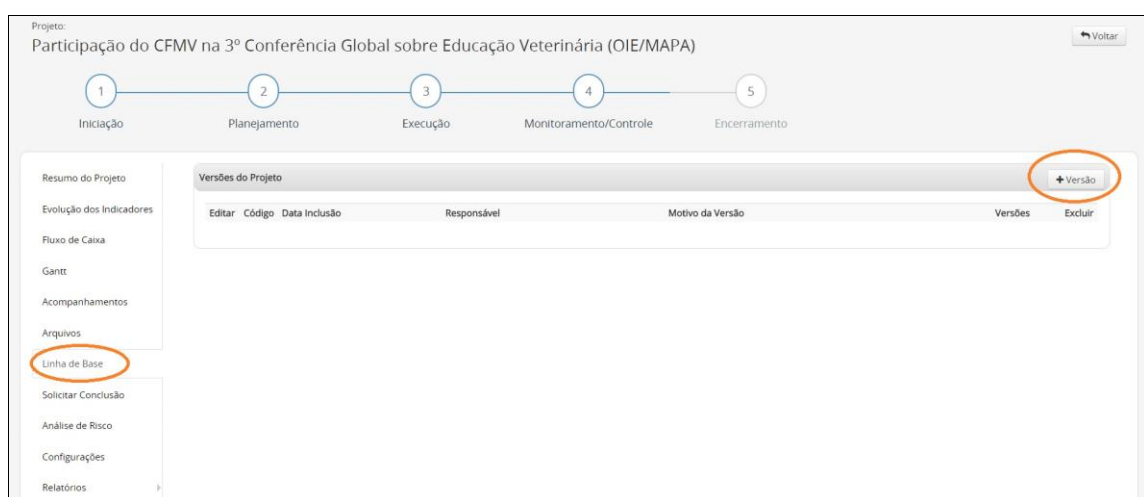 Projeto:
Participação do CFMV na 3º Conferência Global sobre Educação Veterinária (OIE/MAPA)
Voltar
1 2 3 4 5
Iniciação Planejamento Execução Monitoramento/Controle Encerramento
Resumo do Projeto
Evolução dos Indicadores
Fluxo de Caixa
Gantt
Acompanhamentos
Arquivos
Linha de Base
Solicitar Conclusão
Análise de Risco
Configurações
Relatórios
Versões do Projeto
+ Versão
Editar Código Data Inclusão Responsável Motivo da Versão Versões Excluir